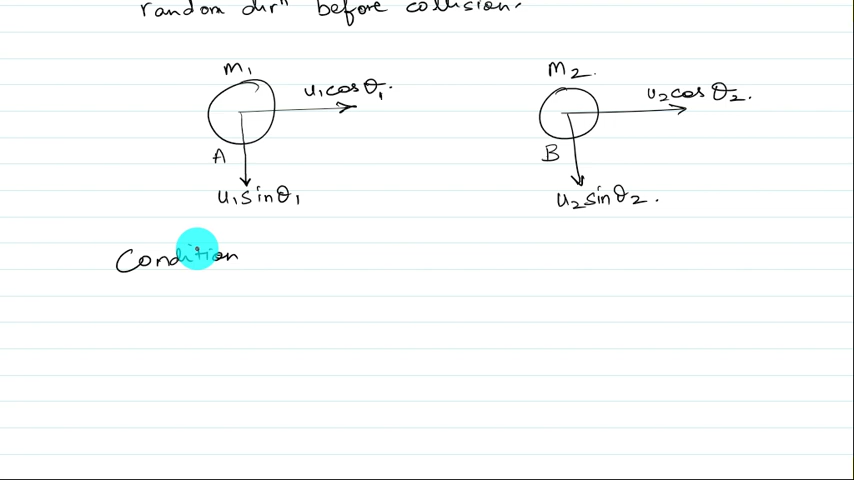 random dirⁿ before collision.
M₁ M₂.
u₁cosθ₁. u₂cosθ₂.
A B
u₁sinθ₁ u₂sinθ₂.
Condition